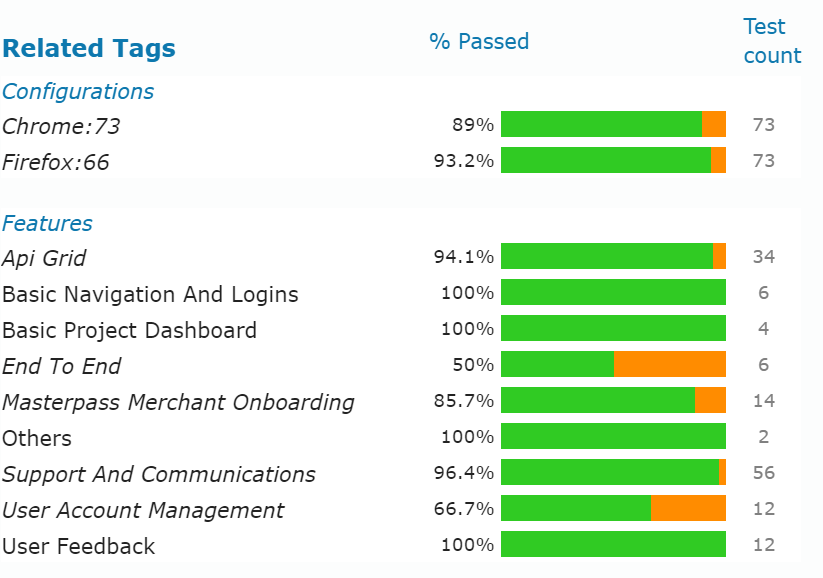 Related Tags % Passed Test count
Configurations
Chrome:73 89% 73
Firefox:66 93.2% 73
Features
Api Grid 94.1% 34
Basic Navigation And Logins 100% 6
Basic Project Dashboard 100% 4
End To End 50% 6
Masterpass Merchant Onboarding 85.7% 14
Others 100% 2
Support And Communications 96.4% 56
User Account Management 66.7% 12
User Feedback 100% 12